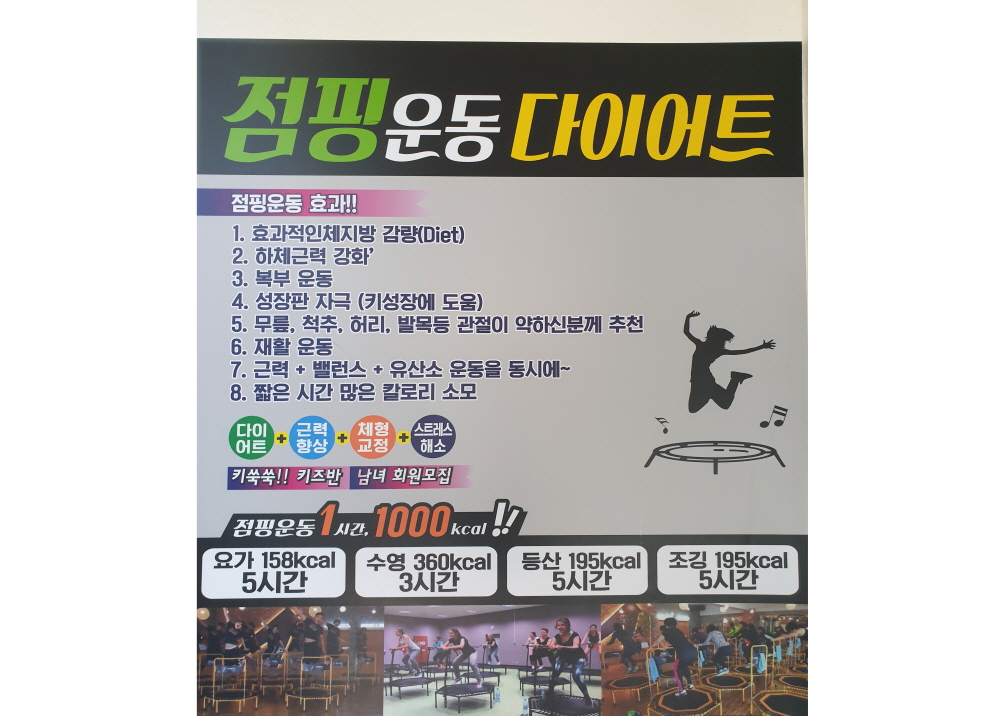 점핑운동 다이어트
점핑운동 효과!!
1. 효과적인체지방 감량(Diet)
2. 하체근력 강화’
3. 복부 운동
4. 성장판 자극 (키성장에 도움)
5. 무릎, 척추, 허리, 발목등 관절이 약하신분께 추천
6. 재활 운동
7. 근력 + 밸런스 + 유산소 운동을 동시에~
8. 짧은 시간 많은 칼로리 소모
다이어트 + 근력향상 + 체형교정 + 스트레스해소
키쑥쑥!! 키즈반 남녀 회원모집
점핑운동 1시간, 1000kcal !!
요가 158kcal
5시간
수영 360kcal
3시간
등산 195kcal
5시간
조깅 195kcal
5시간